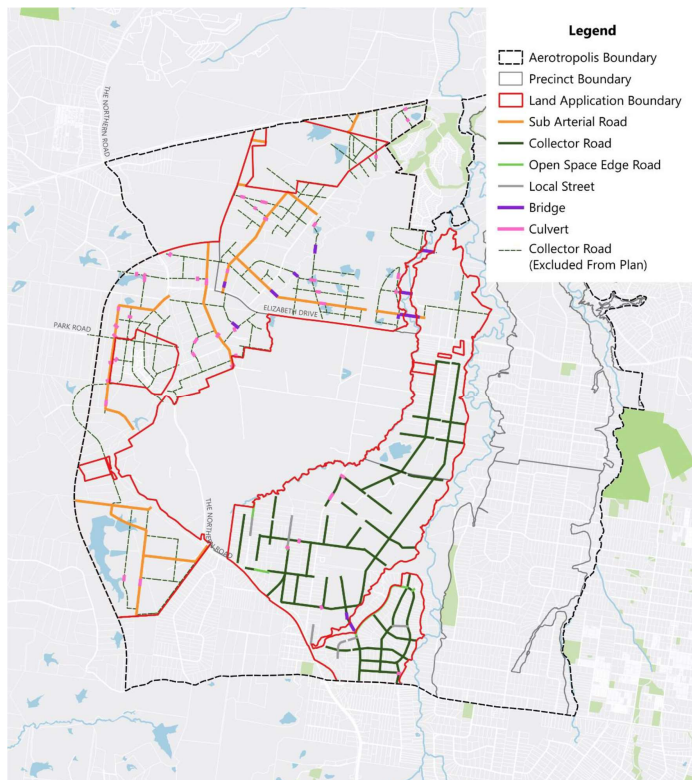 Legend
Aerotropolis Boundary
Precinct Boundary
Land Application Boundary
Sub Arterial Road
Collector Road
Open Space Edge Road
Local Street
Bridge
Culvert
Collector Road
(Excluded From Plan)
THE NORTHERN ROAD
ELIZABETH DRIVE
PARK ROAD
THE NORTHERN ROAD